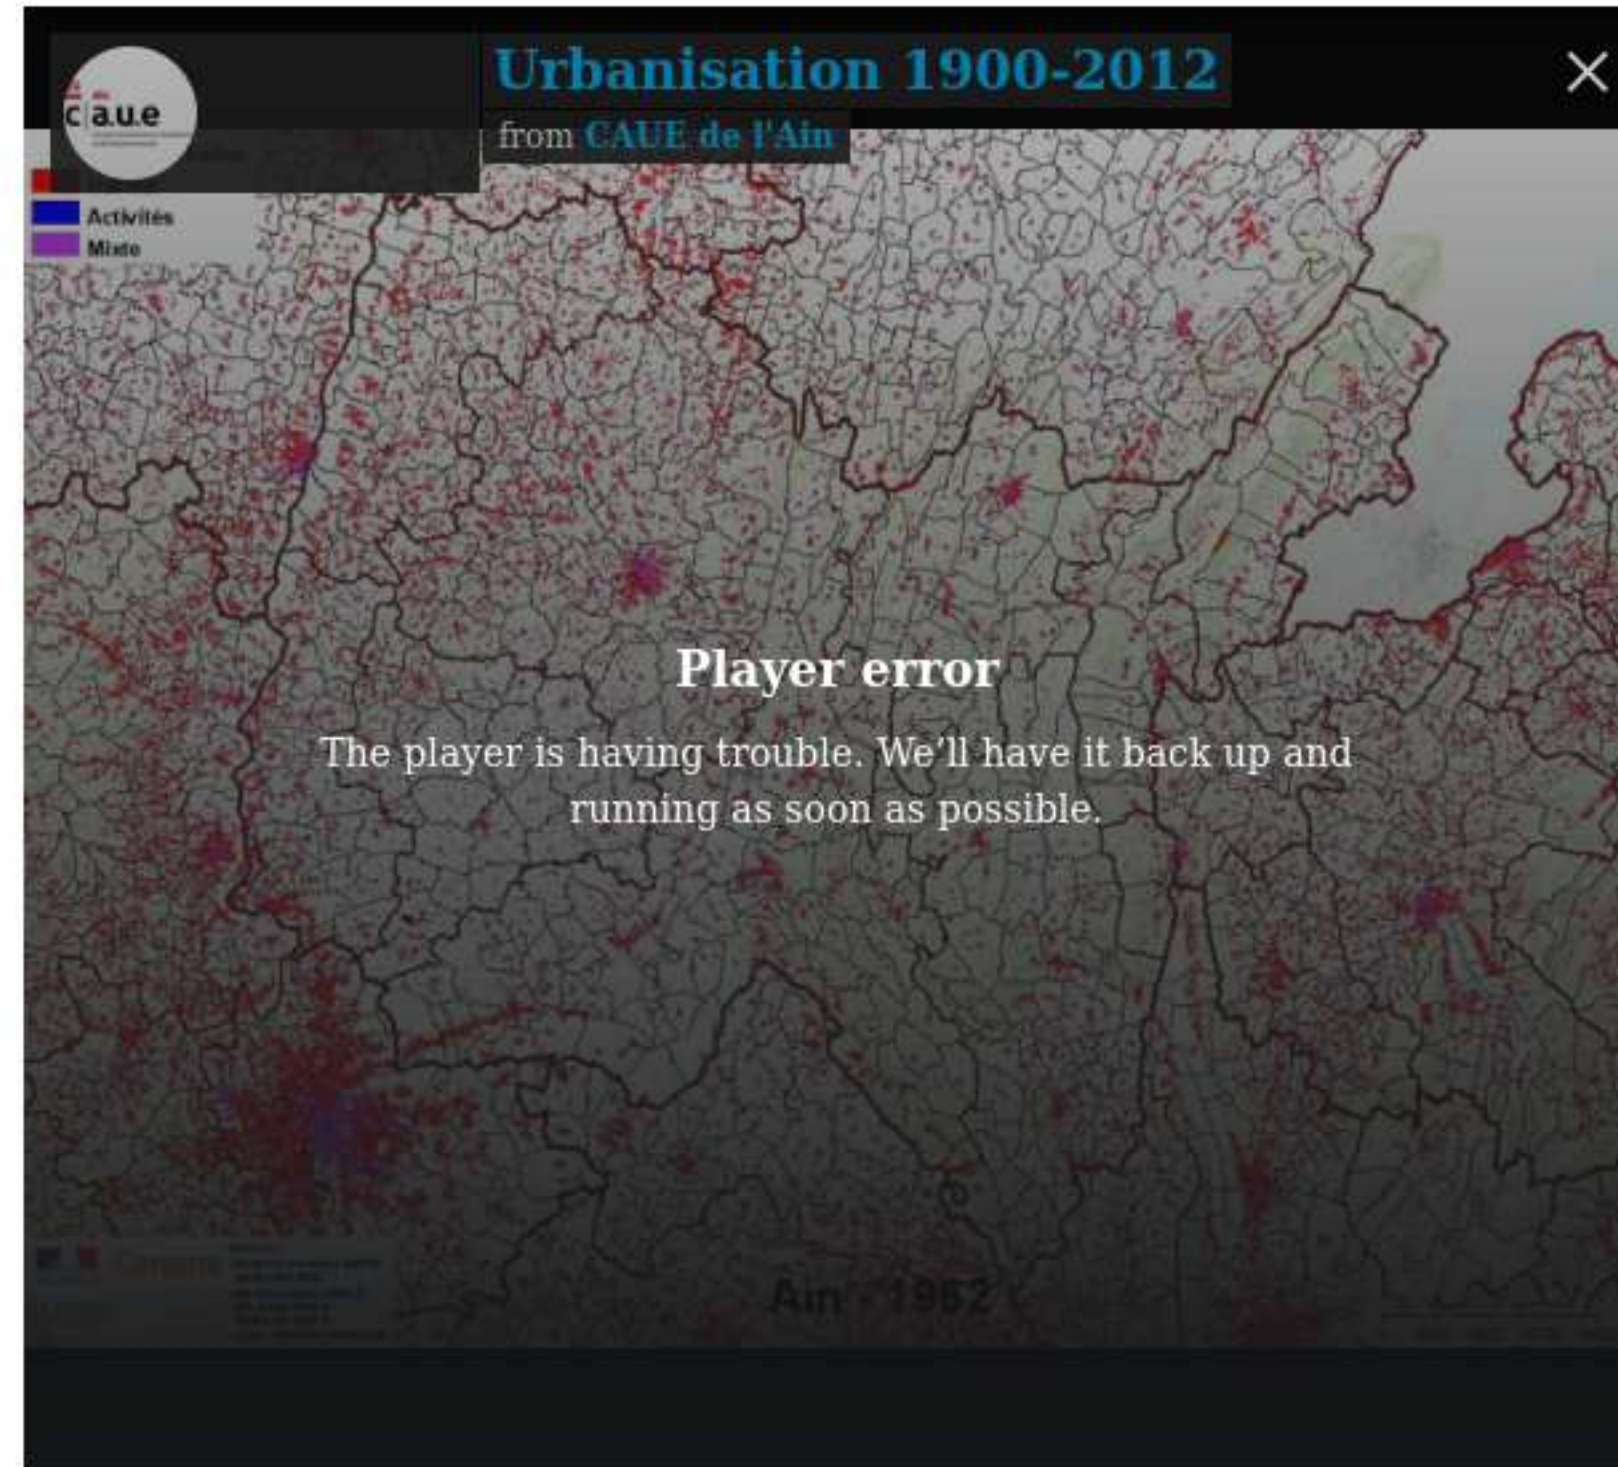 Urbanisation 1900-2012
c a.u.e
from CAUE de l'Ain
Activités
Mixte
Player error
The player is having trouble. We’ll have it back up and
running as soon as possible.
Ain - 1962